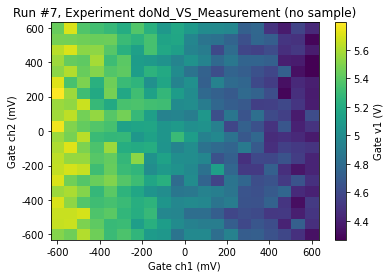 Run #7, Experiment doNd_VS_Measurement (no sample)
600
400
200
0
-200
-400
-600
Gate ch2 (mV)
-600 -400 -200 0 200 400 600
Gate ch1 (mV)
5.6
5.4
5.2
5
4.8
4.6
4.4
Gate v1 (V)